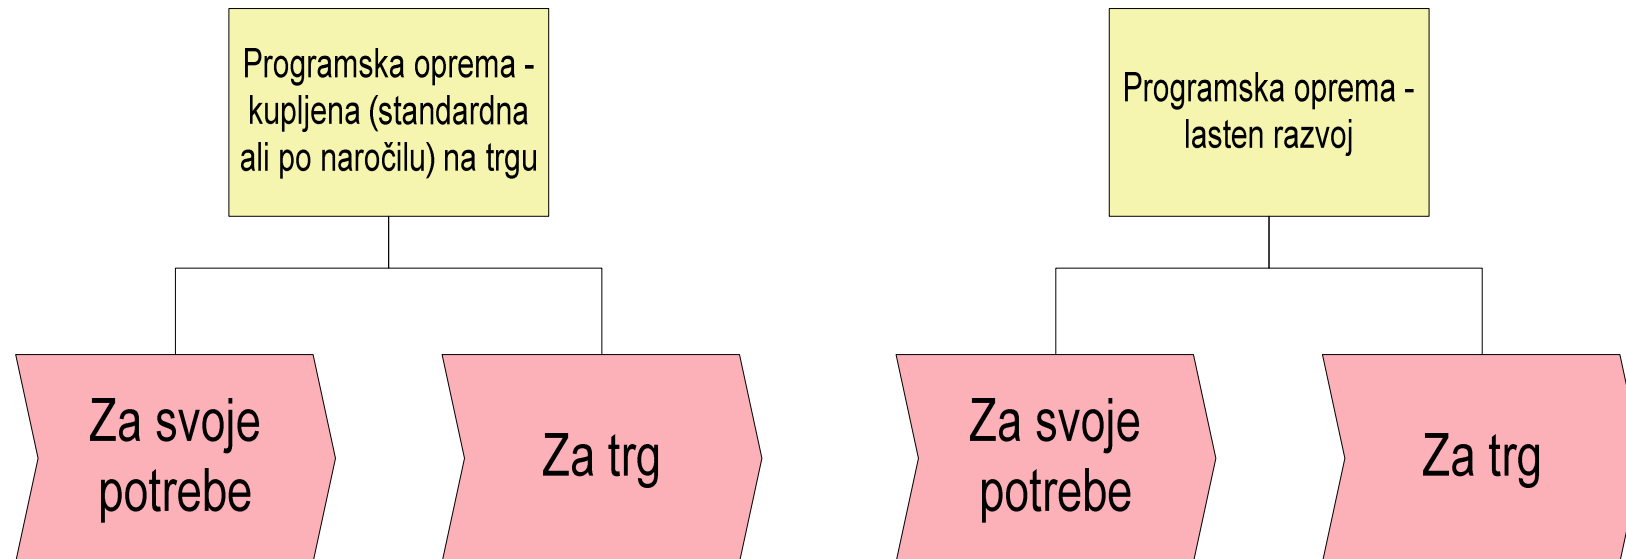 Programska oprema -
kupljena (standardna
ali po naročilu) na trgu
Programska oprema -
lasten razvoj
Za svoje
potrebe
Za trg
Za svoje
potrebe
Za trg